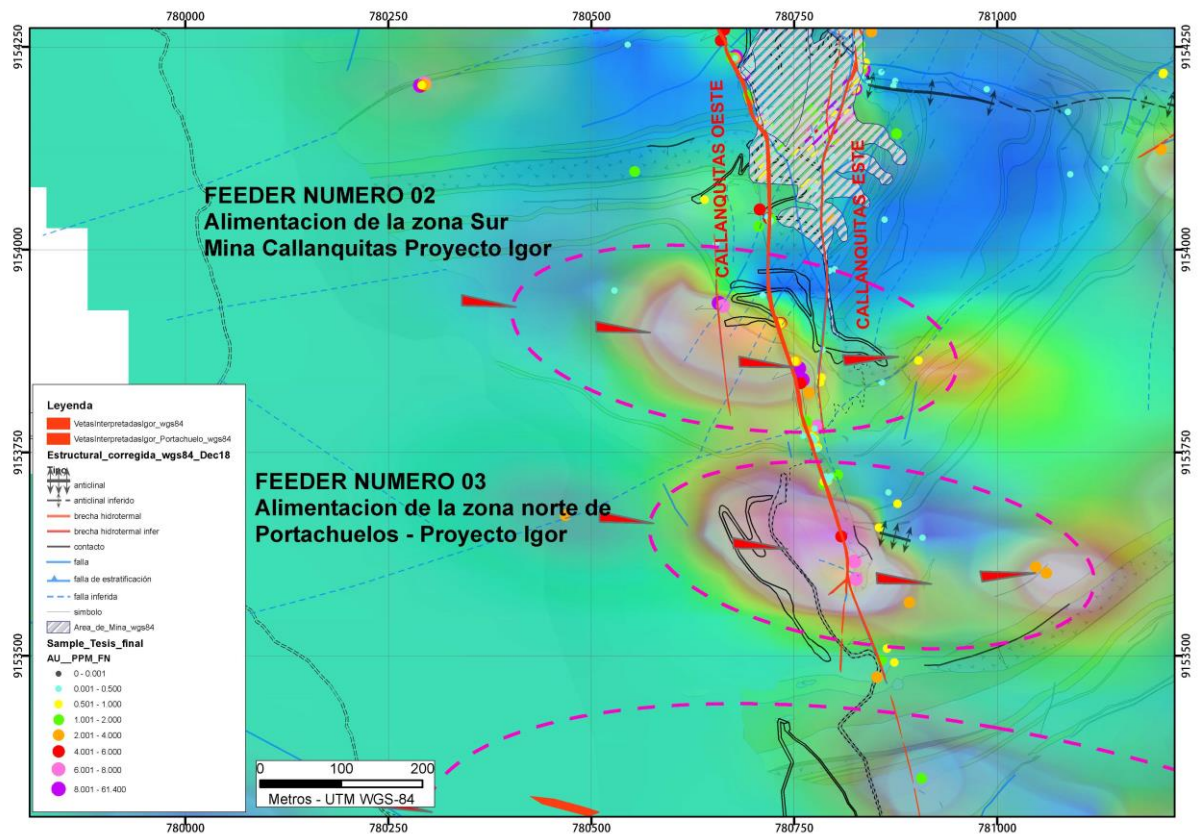 780000 780250 780500 780750 781000
9154250
9154250
CALLANQUITAS OESTE
CALLANQUITAS ESTE
FEEDER NUMERO 02
Alimentacion de la zona Sur
Mina Callanquitas Proyecto Igor
9154000
9154000
FEEDER NUMERO 03
Alimentacion de la zona norte de
Portachuelos - Proyecto Igor
9153750
9153750
9153500
9153500
Leyenda
VetasInterpretadasIgor_wgs84
VetasInterpretadasIgor_Portachuelo_wgs84
Estructural_corregida_wgs84_Dec18
Tipo
anticlinal
anticlinal inferido
brecha hidrotermal
brecha hidrotermal infer
contacto
falla
falla de estratificación
falla inferida
simbolo
Area_de_Mina_wgs84
Sample_Tesis_final
AU__PPM_FN
0 - 0.001
0.001 - 0.500
0.501 - 1.000
1.001 - 2.000
2.001 - 4.000
4.001 - 6.000
6.001 - 8.000
8.001 - 61.400
0 100 200
Metros - UTM WGS-84
780000 780250 780500 780750 781000